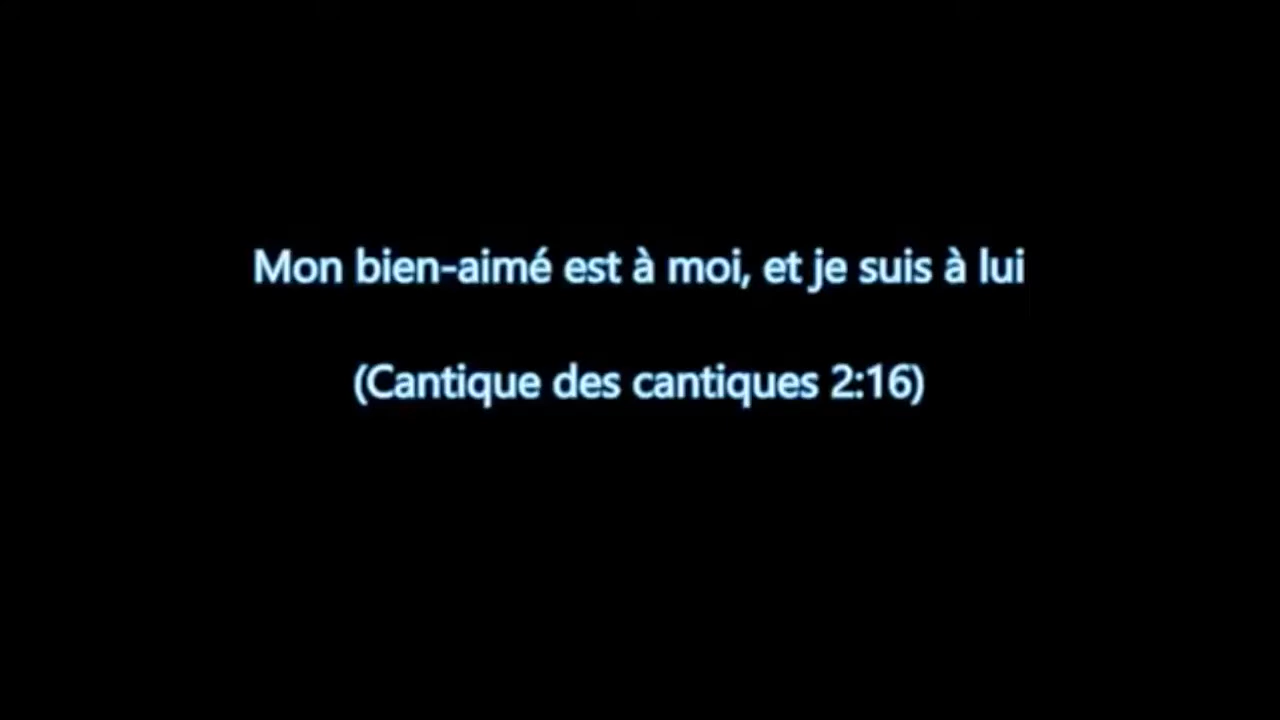 Mon bien-aimé est à moi, et je suis à lui
(Cantique des cantiques 2:16)